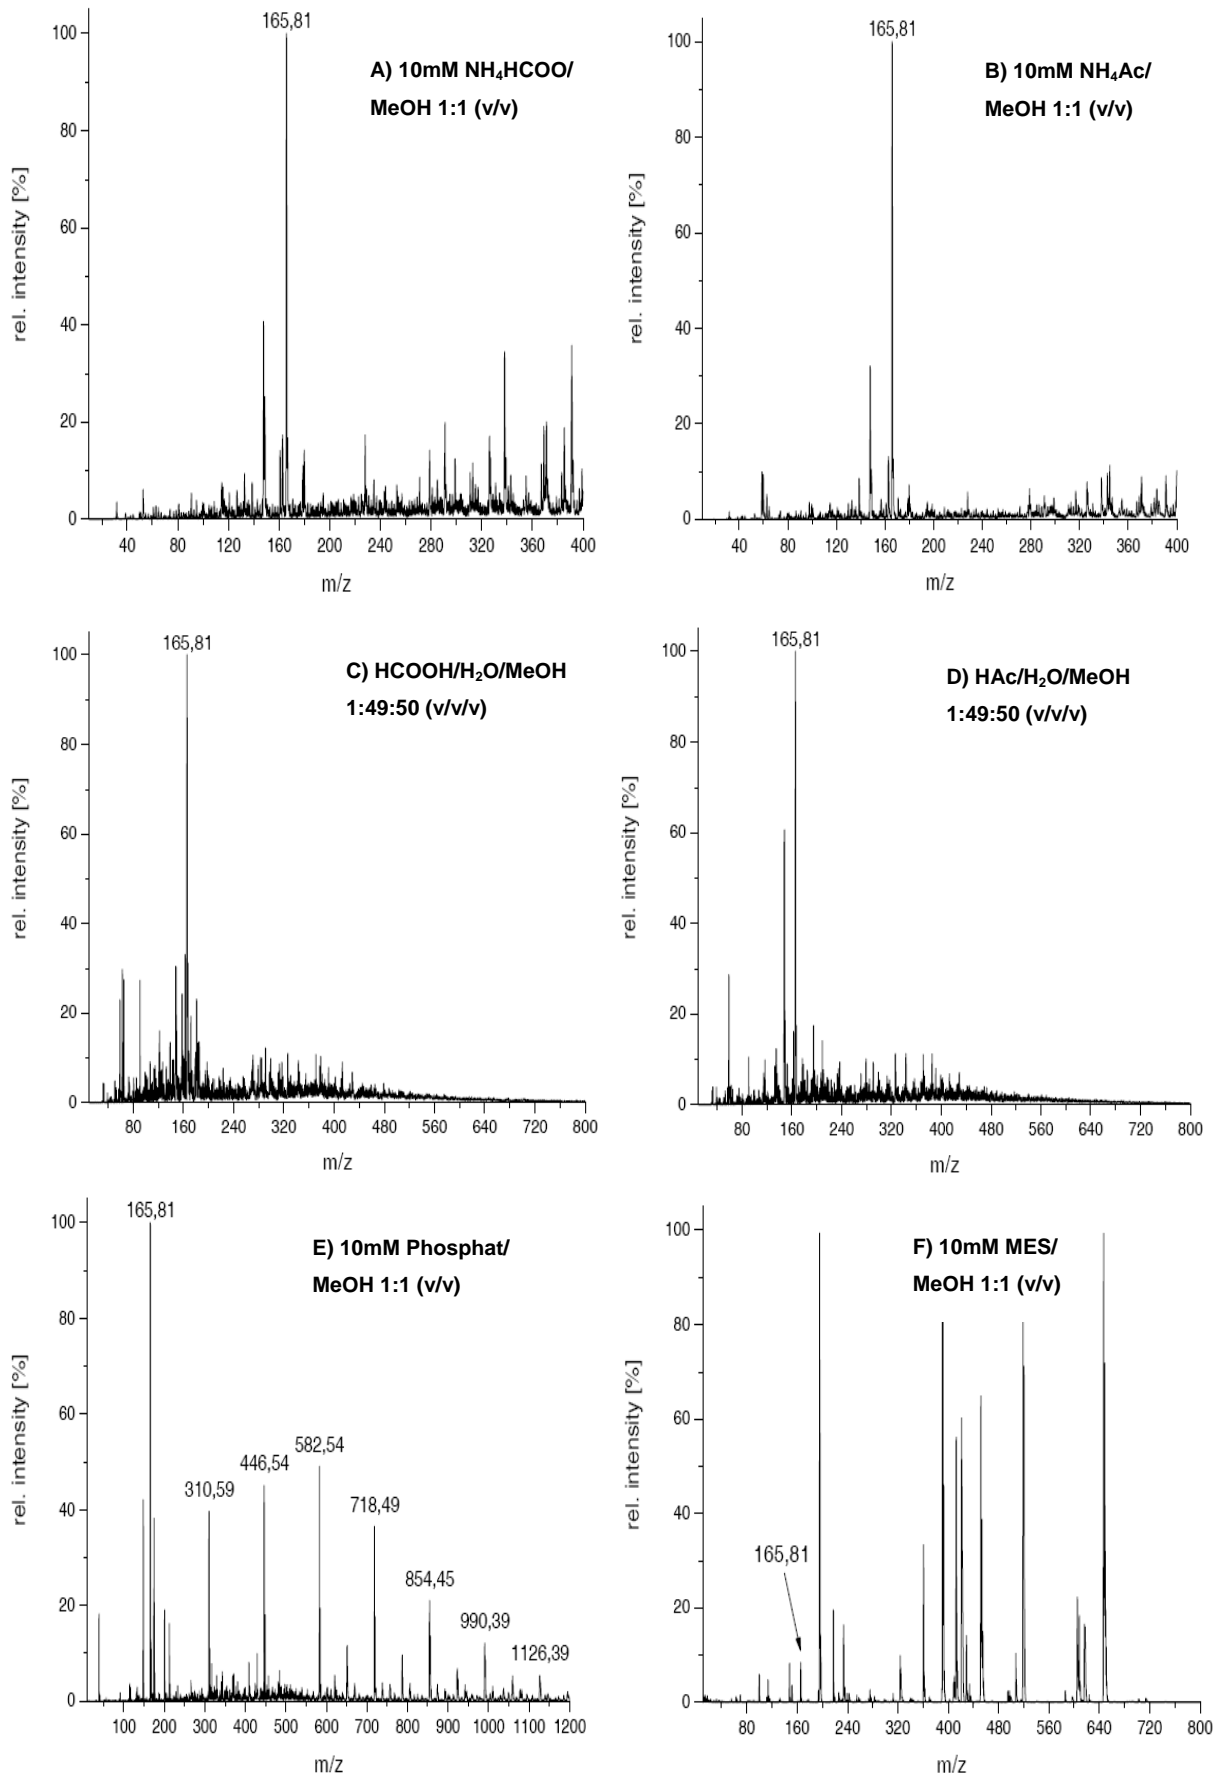 165,81
A) 10mM NH₄HCOO/
MeOH 1:1 (v/v)
rel. intensity [%]
100
80
60
40
20
0
40 80 120 160 200 240 280 320 360 400
m/z
165,81
B) 10mM NH₄Ac/
MeOH 1:1 (v/v)
rel. intensity [%]
100
80
60
40
20
0
40 80 120 160 200 240 280 320 360 400
m/z
165,81
C) HCOOH/H₂O/MeOH
1:49:50 (v/v/v)
rel. intensity [%]
100
80
60
40
20
0
80 160 240 320 400 480 560 640 720 800
m/z
165,81
D) HAc/H₂O/MeOH
1:49:50 (v/v/v)
rel. intensity [%]
100
80
60
40
20
0
80 160 240 320 400 480 560 640 720 800
m/z
165,81
E) 10mM Phosphat/
MeOH 1:1 (v/v)
310,59
446,54
582,54
718,49
854,45
990,39
1126,39
rel. intensity [%]
100
80
60
40
20
0
100 200 300 400 500 600 700 800 900 1000 1100 1200
m/z
F) 10mM MES/
MeOH 1:1 (v/v)
165,81
rel. intensity [%]
100
80
60
40
20
0
80 160 240 320 400 480 560 640 720 800
m/z